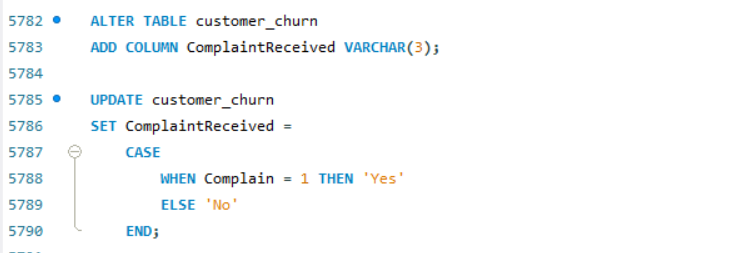 5782 ALTER TABLE customer_churn
5783 ADD COLUMN ComplaintReceived VARCHAR(3);
5784
5785 UPDATE customer_churn
5786 SET ComplaintReceived =
5787 CASE
5788 WHEN Complain = 1 THEN 'Yes'
5789 ELSE 'No'
5790 END;